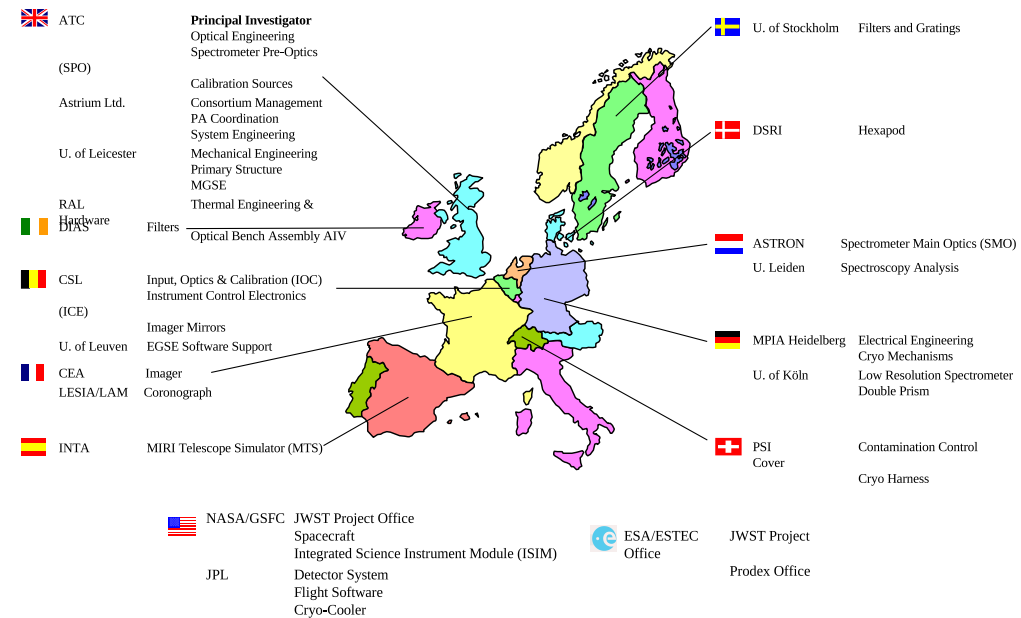 ATC Principal Investigator
Optical Engineering
Spectrometer Pre-Optics
(SPO)
Calibration Sources
Astrium Ltd. Consortium Management
PA Coordination
System Engineering
U. of Leicester Mechanical Engineering
Primary Structure
MGSE
RAL Thermal Engineering &
Hardware
DIAS Filters
Optical Bench Assembly AIV
CSL Input, Optics & Calibration (IOC)
Instrument Control Electronics
(ICE)
Imager Mirrors
U. of Leuven EGSE Software Support
CEA Imager
LESIA/LAM Coronograph
INTA MIRI Telescope Simulator (MTS)
U. of Stockholm Filters and Gratings
DSRI Hexapod
ASTRON Spectrometer Main Optics (SMO)
U. Leiden Spectroscopy Analysis
MPIA Heidelberg Electrical Engineering
Cryo Mechanisms
U. of Köln Low Resolution Spectrometer
Double Prism
PSI Contamination Control
Cover
Cryo Harness
NASA/GSFC JWST Project Office
Spacecraft
Integrated Science Instrument Module (ISIM)
JPL Detector System
Flight Software
Cryo-Cooler
ESA/ESTEC JWST Project
Office
Prodex Office